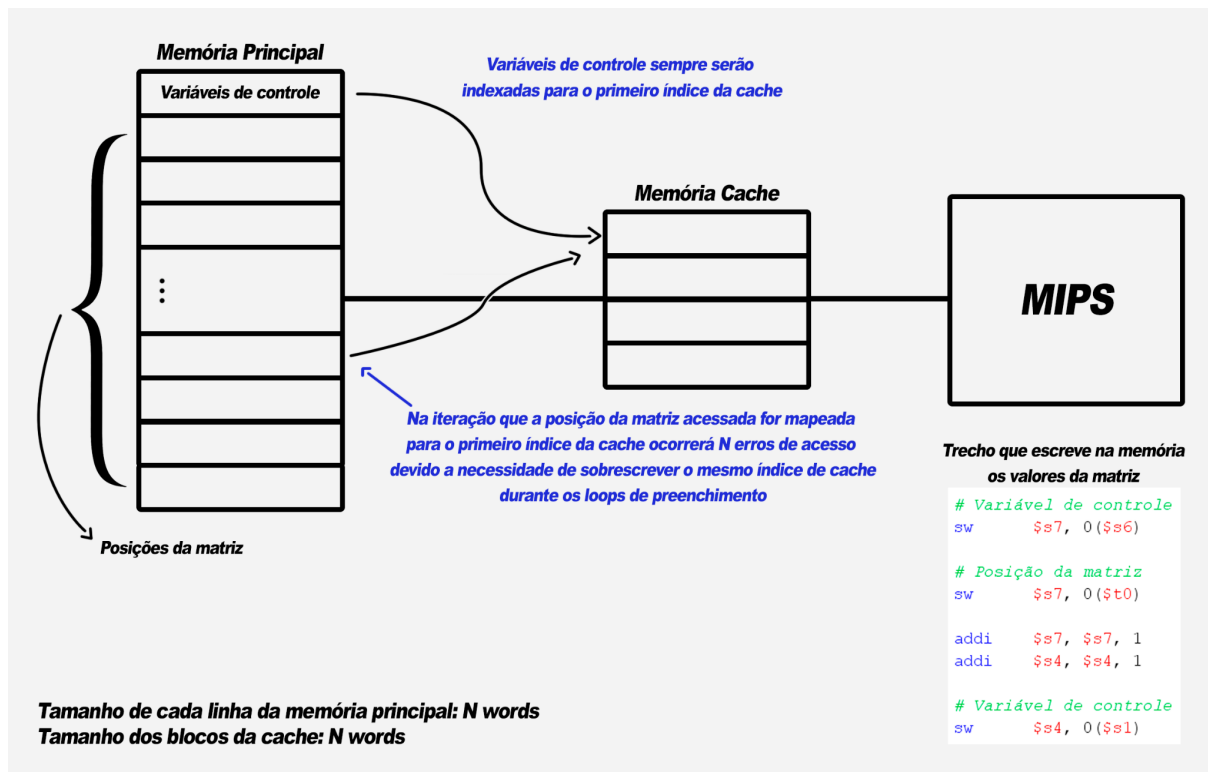 Memória Principal
Variáveis de controle
Variáveis de controle sempre serão
indexadas para o primeiro índice da cache
Memória Cache
MIPS
Na iteração que a posição da matriz acessada for mapeada
para o primeiro índice da cache ocorrerá N erros de acesso
devido a necessidade de sobrescrever o mesmo índice de cache
durante os loops de preenchimento
Posições da matriz
Trecho que escreve na memória
os valores da matriz
# Variável de controle
sw $s7, 0($s6)
# Posição da matriz
sw $s7, 0($t0)
addi $s7, $s7, 1
addi $s4, $s4, 1
# Variável de controle
sw $s4, 0($s1)
Tamanho de cada linha da memória principal: N words
Tamanho dos blocos da cache: N words